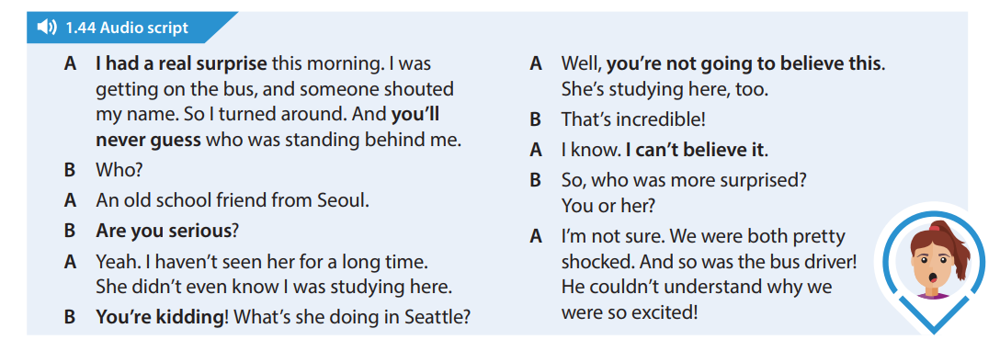 1.44 Audio script
A I had a real surprise this morning. I was
getting on the bus, and someone shouted
my name. So I turned around. And you’ll
never guess who was standing behind me.
B Who?
A An old school friend from Seoul.
B Are you serious?
A Yeah. I haven’t seen her for a long time.
She didn’t even know I was studying here.
B You’re kidding! What’s she doing in Seattle?
A Well, you’re not going to believe this.
She’s studying here, too.
B That’s incredible!
A I know. I can’t believe it.
B So, who was more surprised?
You or her?
A I’m not sure. We were both pretty
shocked. And so was the bus driver!
He couldn’t understand why we
were so excited!